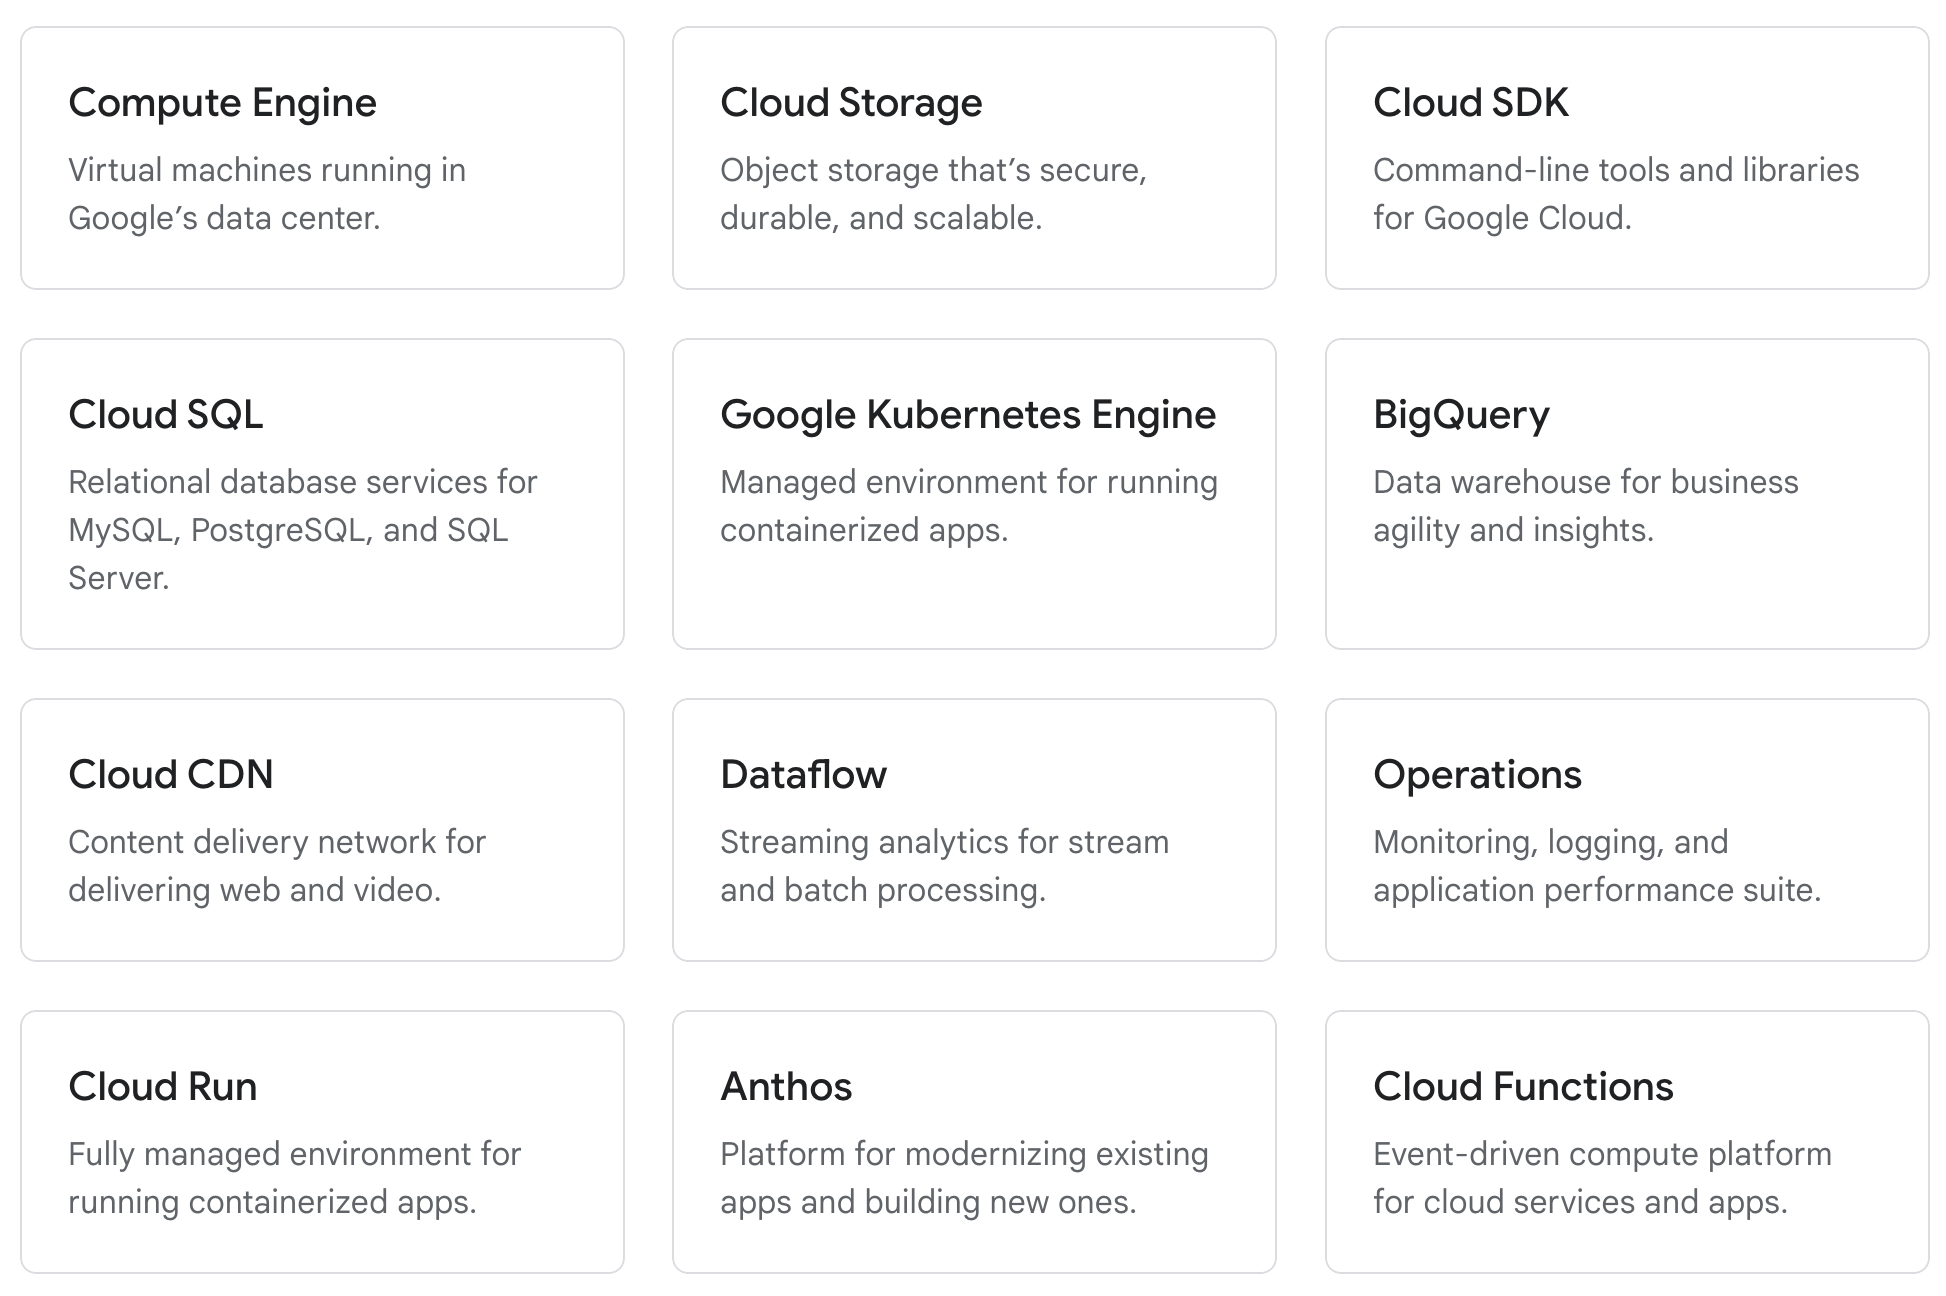 Compute Engine
Virtual machines running in
Google’s data center.
Cloud Storage
Object storage that’s secure,
durable, and scalable.
Cloud SDK
Command-line tools and libraries
for Google Cloud.
Cloud SQL
Relational database services for
MySQL, PostgreSQL, and SQL
Server.
Google Kubernetes Engine
Managed environment for running
containerized apps.
BigQuery
Data warehouse for business
agility and insights.
Cloud CDN
Content delivery network for
delivering web and video.
Dataflow
Streaming analytics for stream
and batch processing.
Operations
Monitoring, logging, and
application performance suite.
Cloud Run
Fully managed environment for
running containerized apps.
Anthos
Platform for modernizing existing
apps and building new ones.
Cloud Functions
Event-driven compute platform
for cloud services and apps.